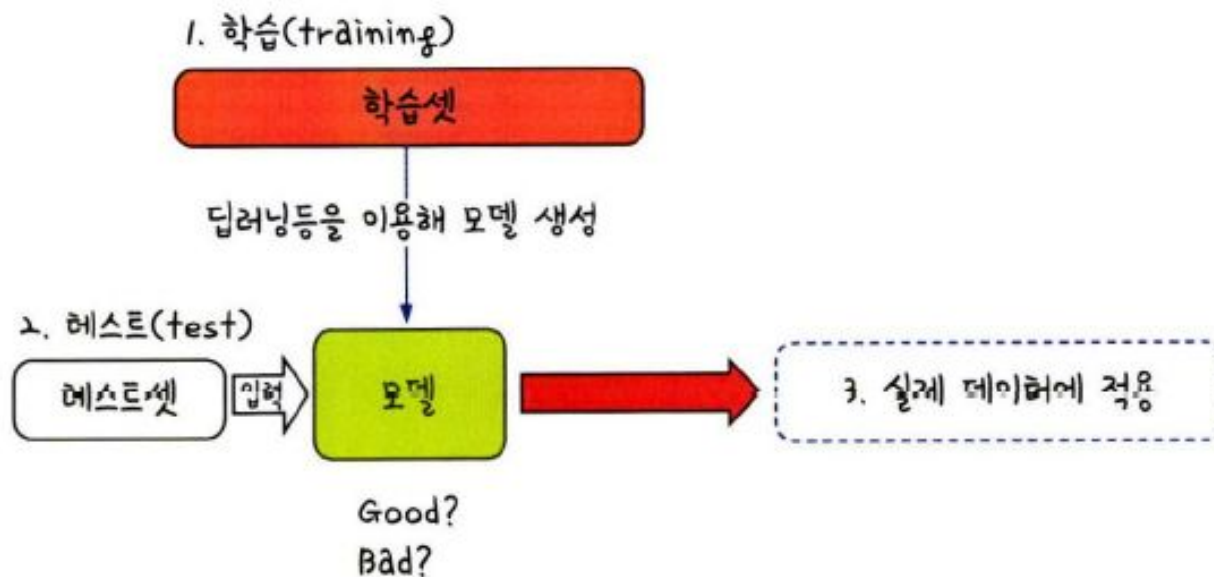 1. 학습(training)
학습셋
딥러닝등을 이용해 모델 생성
2. 테스트(test)
테스트셋
입력
모델
3. 실제 데이터에 적용
Good?
Bad?